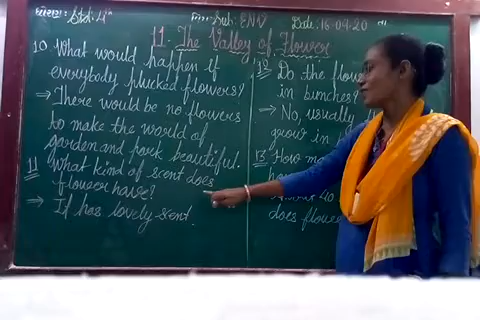 Std: 4th
Sub: ENV
Date: 16-04-20
11. The Valley of Flower
10 What would happen if
everybody plucked flowers?
→ There would be no flowers
to make the world of
garden and park beautiful.
11 What kind of scent does
flower have?
→ It has lovely scent.
12 Do the flow
in bunches?
→ No, usually
grow in
13. How ma
does flower